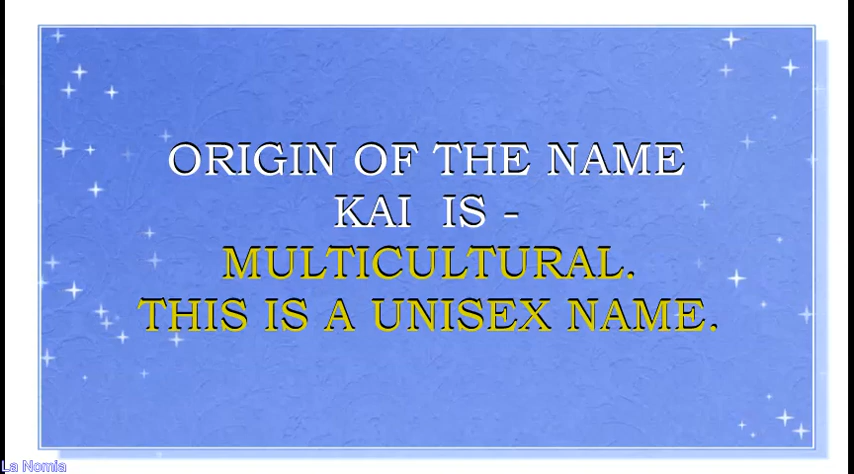 ORIGIN OF THE NAME
KAI IS -
MULTICULTURAL.
THIS IS A UNISEX NAME.
La Nomia